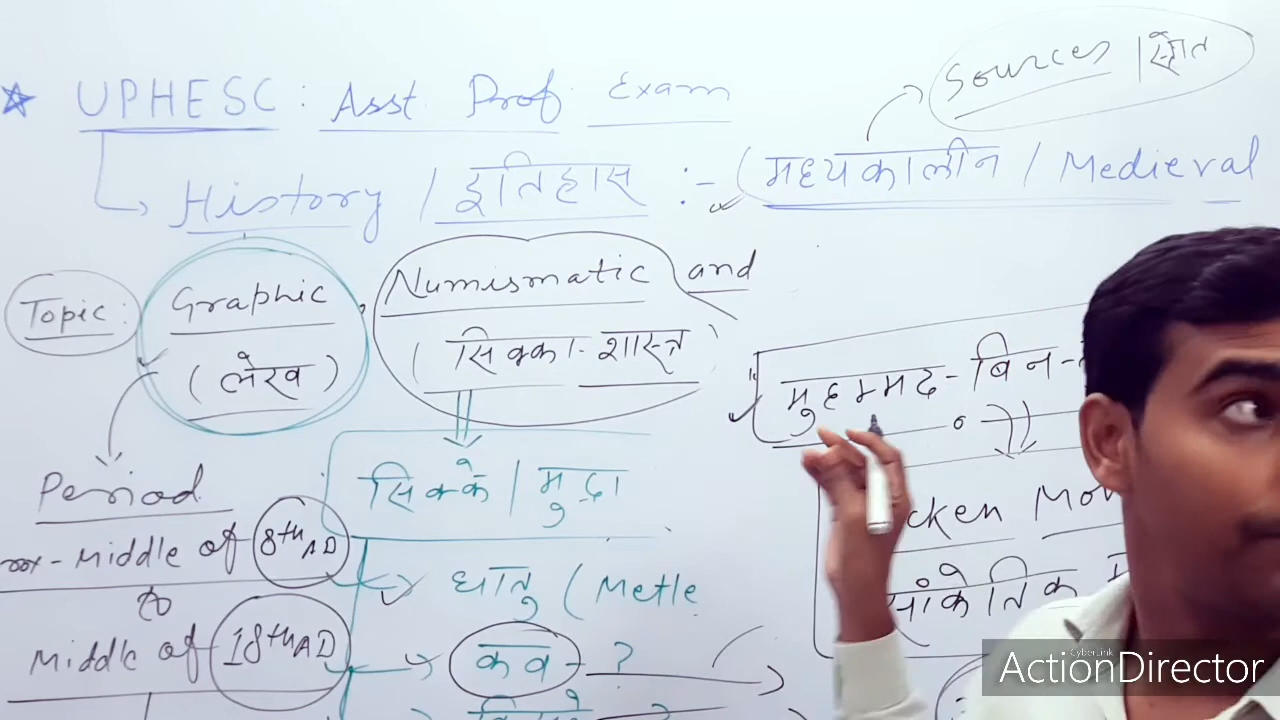 Sources / स्रोत
★ UPHESC: Asst Prof Exam
History / इतिहास :- (मध्यकालीन / Medieval
Topic:
Graphic, Numismatic and
(लेख)
(सिक्का-शास्त्र)
मुहम्मद-बिन-
Period
सिक्के / मुद्रा
cken Mo
Middle of 8th AD
to
धातु (Metle
सांकेतिक
Middle of 18th AD
कब - ?
CyberLink
ActionDirector